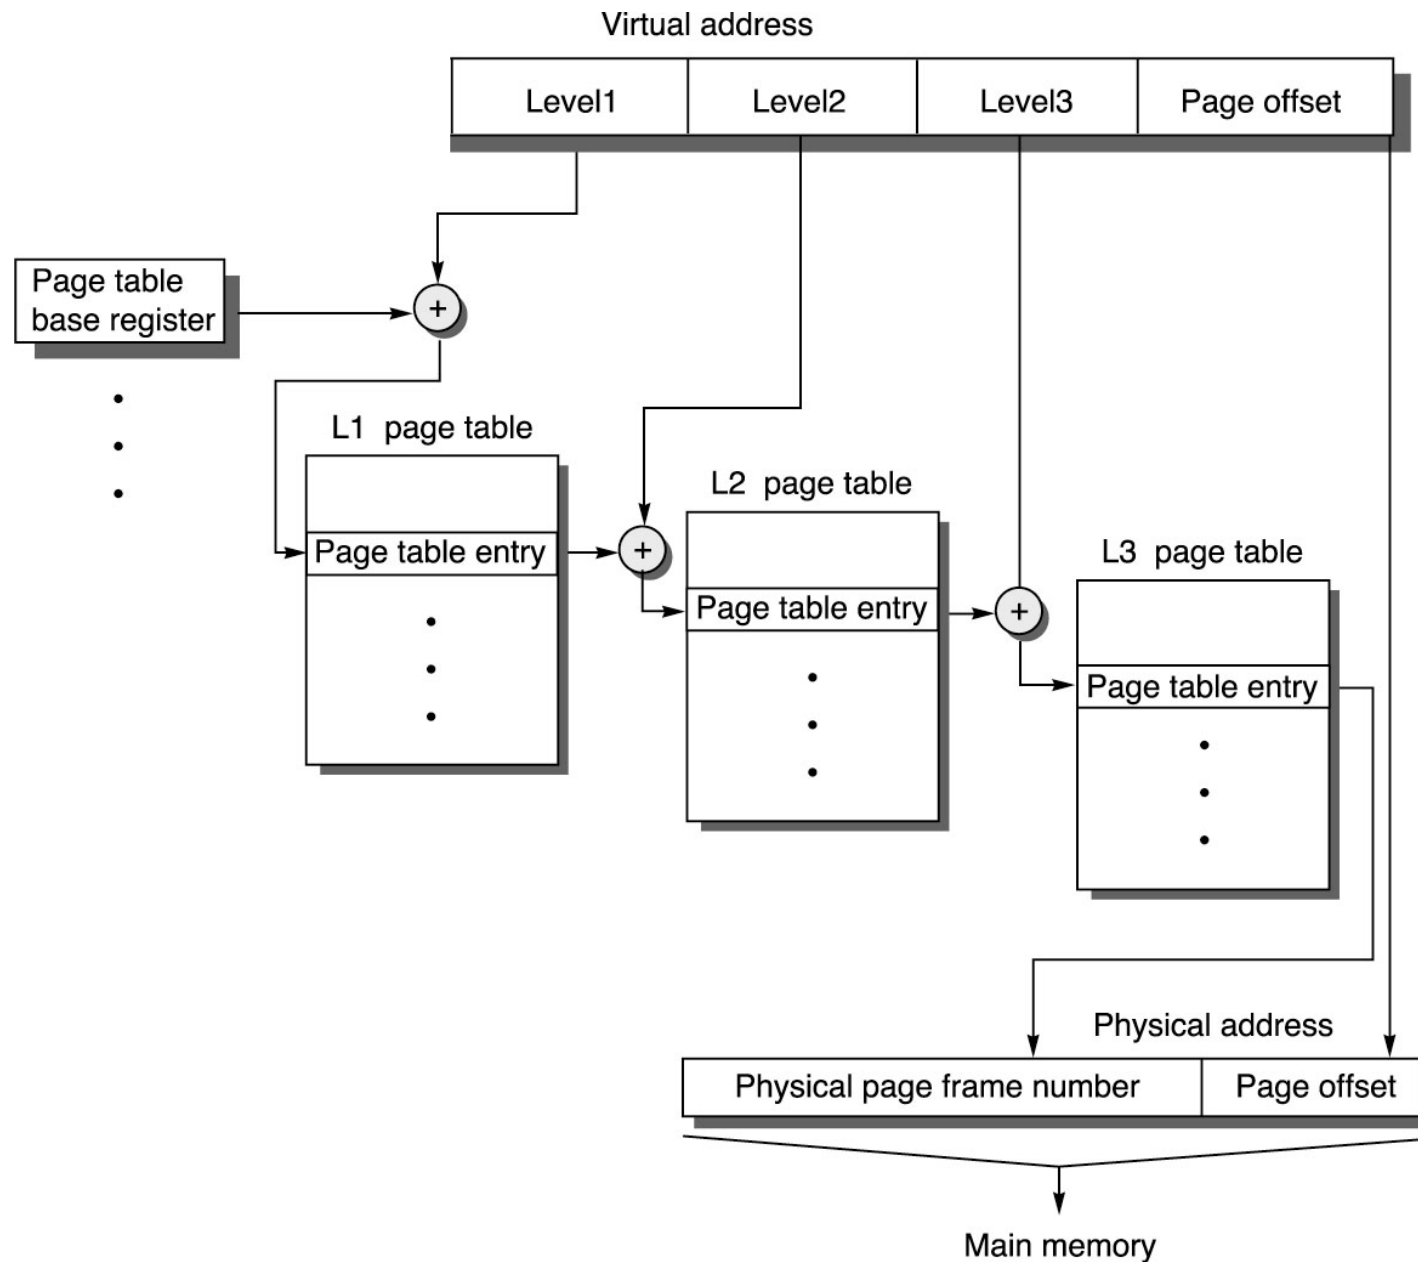 Virtual address
Level1
Level2
Level3
Page offset
Page table
base register
+
L1 page table
Page table entry
+
L2 page table
Page table entry
+
L3 page table
Page table entry
Physical address
Physical page frame number
Page offset
Main memory